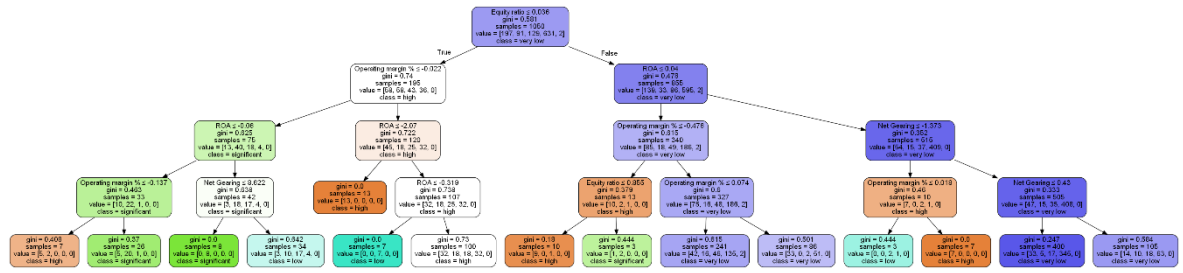 Equity ratio ≤ 0.036
gini = 0.581
samples = 1050
value = [197, 91, 129, 631, 2]
class = very low
True
False
Operating margin % ≤ -0.022
gini = 0.74
samples = 195
value = [58, 58, 43, 36, 0]
class = high
ROA ≤ 0.04
gini = 0.478
samples = 855
value = [139, 33, 86, 595, 2]
class = very low
ROA ≤ -0.06
gini = 0.625
samples = 75
value = [13, 40, 18, 4, 0]
class = significant
ROA ≤ -2.07
gini = 0.722
samples = 120
value = [45, 18, 25, 32, 0]
class = high
Operating margin % ≤ -0.476
gini = 0.615
samples = 340
value = [85, 18, 49, 186, 2]
class = very low
Net Gearing ≤ -1.373
gini = 0.352
samples = 515
value = [54, 15, 37, 409, 0]
class = very low
Operating margin % ≤ -0.137
gini = 0.463
samples = 33
value = [10, 22, 1, 0, 0]
class = significant
Net Gearing ≤ 8.622
gini = 0.638
samples = 42
value = [3, 18, 17, 4, 0]
class = significant
gini = 0.0
samples = 13
value = [13, 0, 0, 0, 0]
class = high
ROA ≤ -0.319
gini = 0.738
samples = 107
value = [32, 18, 25, 32, 0]
class = high
Equity ratio ≤ 0.855
gini = 0.379
samples = 13
value = [10, 2, 1, 0, 0]
class = high
Operating margin % ≤ 0.074
gini = 0.6
samples = 327
value = [75, 16, 48, 186, 2]
class = very low
Operating margin % ≤ 0.018
gini = 0.46
samples = 10
value = [7, 0, 2, 1, 0]
class = high
Net Gearing ≤ 0.43
gini = 0.333
samples = 505
value = [47, 15, 35, 408, 0]
class = very low
gini = 0.408
samples = 7
value = [5, 2, 0, 0, 0]
class = high
gini = 0.37
samples = 26
value = [5, 20, 1, 0, 0]
class = significant
gini = 0.0
samples = 8
value = [0, 8, 0, 0, 0]
class = significant
gini = 0.642
samples = 34
value = [3, 10, 17, 4, 0]
class = low
gini = 0.0
samples = 7
value = [0, 0, 7, 0, 0]
class = low
gini = 0.73
samples = 100
value = [32, 18, 18, 32, 0]
class = high
gini = 0.18
samples = 10
value = [9, 0, 1, 0, 0]
class = high
gini = 0.444
samples = 3
value = [1, 2, 0, 0, 0]
class = significant
gini = 0.615
samples = 241
value = [42, 16, 46, 135, 2]
class = very low
gini = 0.501
samples = 86
value = [33, 0, 2, 51, 0]
class = very low
gini = 0.444
samples = 3
value = [0, 0, 2, 1, 0]
class = low
gini = 0.0
samples = 7
value = [7, 0, 0, 0, 0]
class = high
gini = 0.247
samples = 400
value = [33, 5, 17, 345, 0]
class = very low
gini = 0.584
samples = 105
value = [14, 10, 18, 63, 0]
class = very low